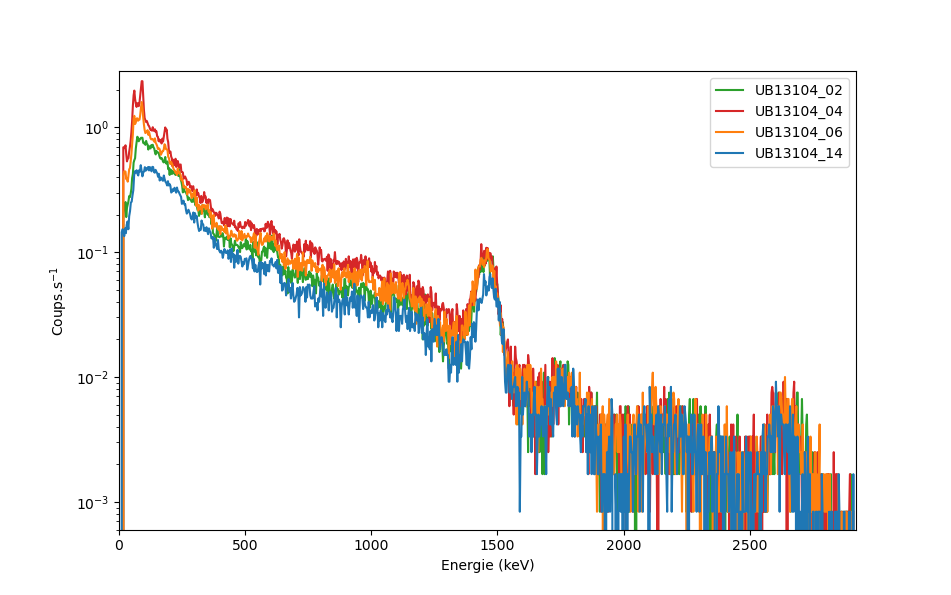 UB13104_02
UB13104_04
UB13104_06
UB13104_14
10⁰
10⁻¹
10⁻²
10⁻³
Coups.s⁻¹
0 500 1000 1500 2000 2500
Energie (keV)